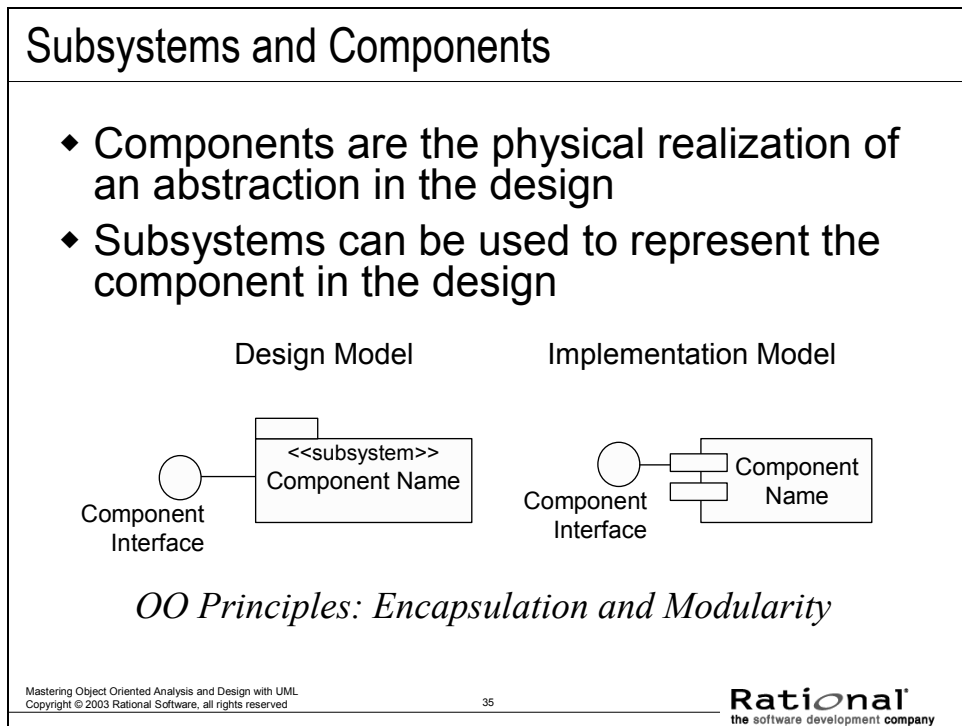 Subsystems and Components
◆ Components are the physical realization of
an abstraction in the design
◆ Subsystems can be used to represent the
component in the design
Design Model
Implementation Model
<<subsystem>>
Component Name
Component
Interface
Component
Name
Component
Interface
OO Principles: Encapsulation and Modularity
Mastering Object Oriented Analysis and Design with UML
Copyright © 2003 Rational Software, all rights reserved
35
Rational
the software development company